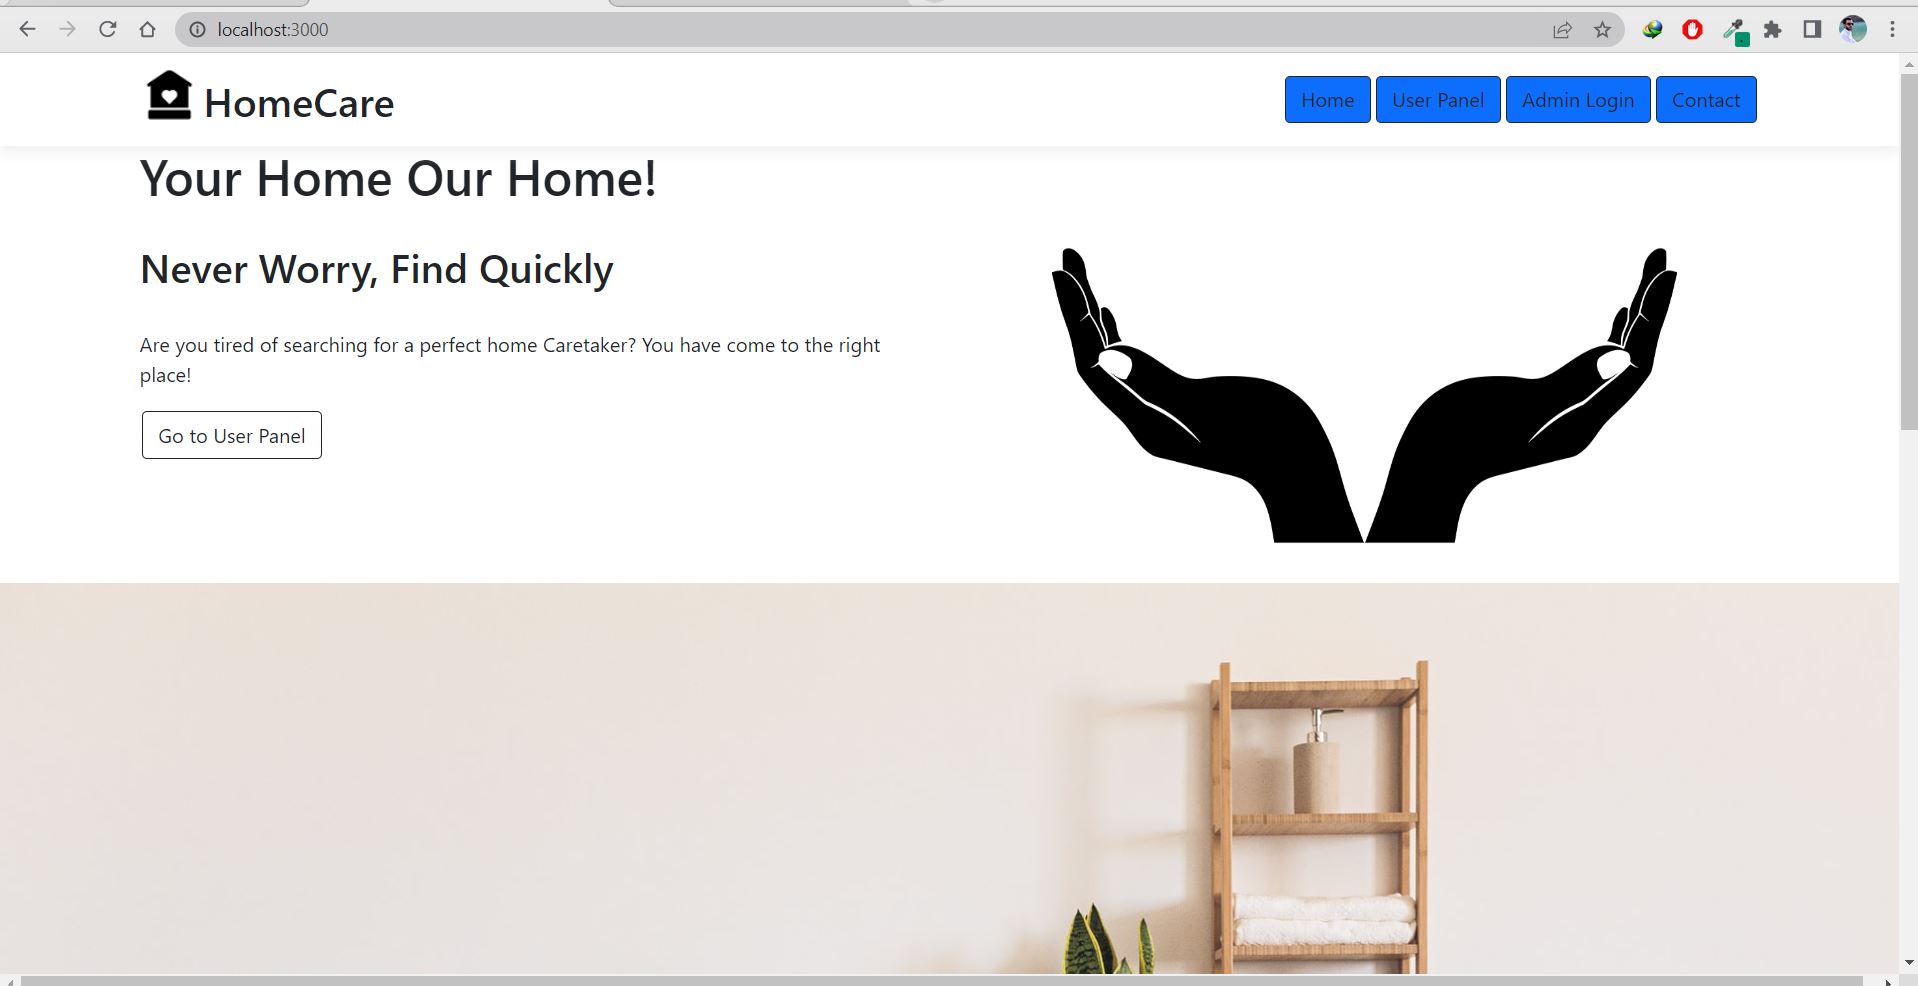 localhost:3000
HomeCare
Home
User Panel
Admin Login
Contact
Your Home Our Home!
Never Worry, Find Quickly
Are you tired of searching for a perfect home Caretaker? You have come to the right
place!
Go to User Panel